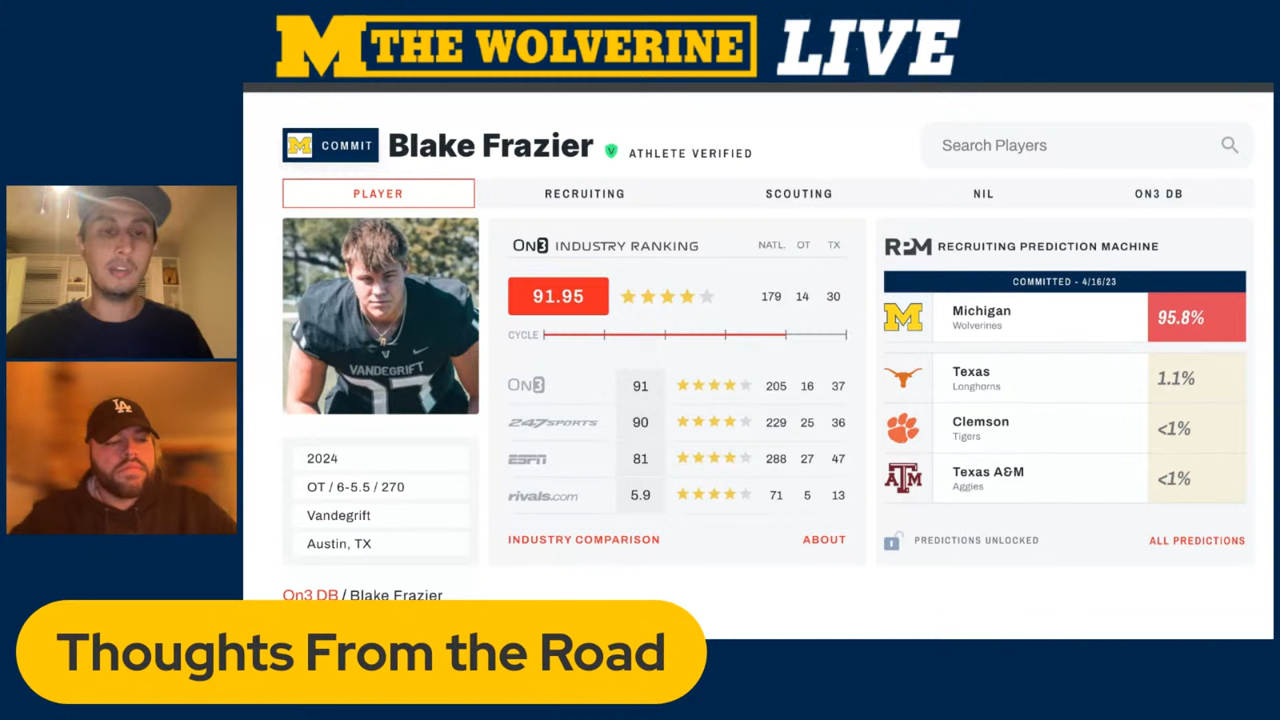 M THE WOLVERINE LIVE
M COMMIT Blake Frazier V ATHLETE VERIFIED
Search Players
PLAYER RECRUITING SCOUTING NIL ON3 DB
VANDEGRIFT
On3 INDUSTRY RANKING NATL. OT TX
91.95 179 14 30
CYCLE
On3 91 205 16 37
247SPORTS 90 229 25 36
ESPN 81 288 27 47
rivals.com 5.9 71 5 13
INDUSTRY COMPARISON ABOUT
RPM RECRUITING PREDICTION MACHINE
COMMITTED - 4/16/23
M Michigan 95.8%
Wolverines
Texas 1.1%
Longhorns
Clemson <1%
Tigers
ATM Texas A&M <1%
Aggies
PREDICTIONS UNLOCKED ALL PREDICTIONS
2024
OT / 6-5.5 / 270
Vandegrift
Austin, TX
On3 DB / Blake Frazier
LA
Thoughts From the Road